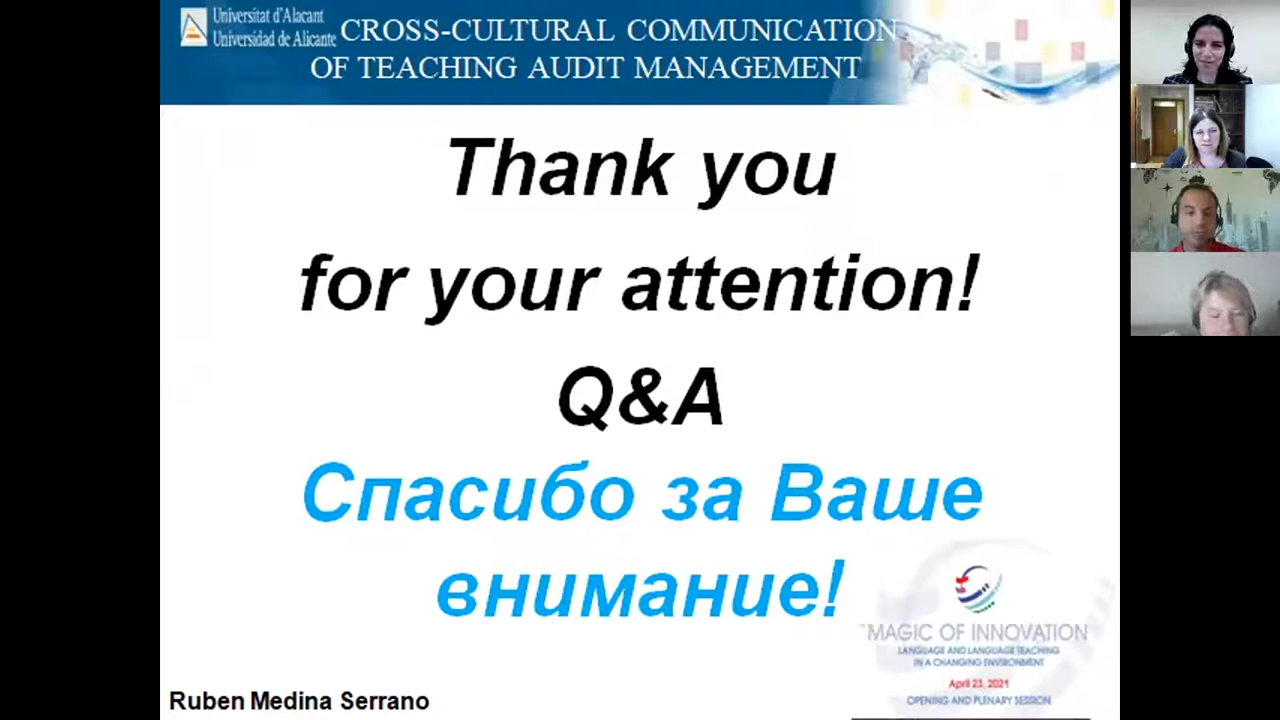 Universitat d'Alacant
Universidad de Alicante
CROSS-CULTURAL COMMUNICATION
OF TEACHING AUDIT MANAGEMENT
Thank you
for your attention!
Q&A
Спасибо за Ваше
внимание!
MAGIC OF INNOVATION
LANGUAGE AND LANGUAGE TEACHING
IN A CHANGING ENVIRONMENT
April 23, 2021
OPENING AND PLENARY SESSION
Ruben Medina Serrano